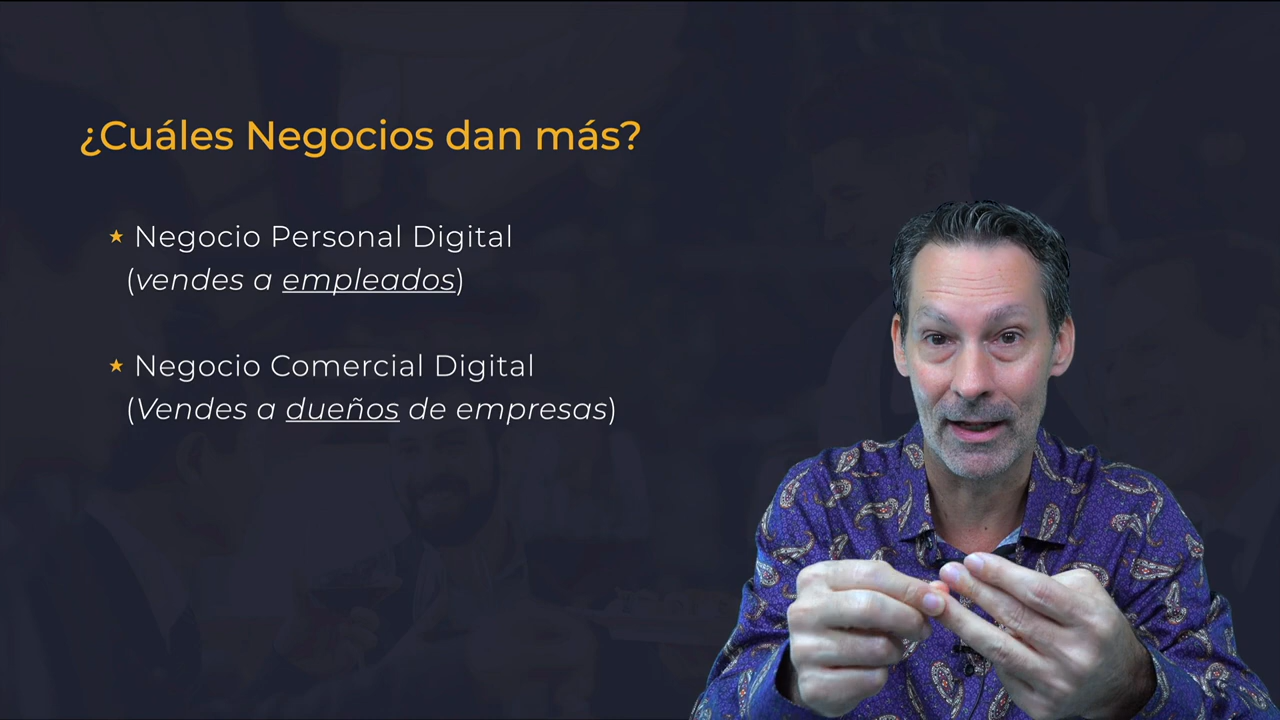 ¿Cuáles Negocios dan más?
★ Negocio Personal Digital
(vendes a empleados)
★ Negocio Comercial Digital
(Vendes a dueños de empresas)